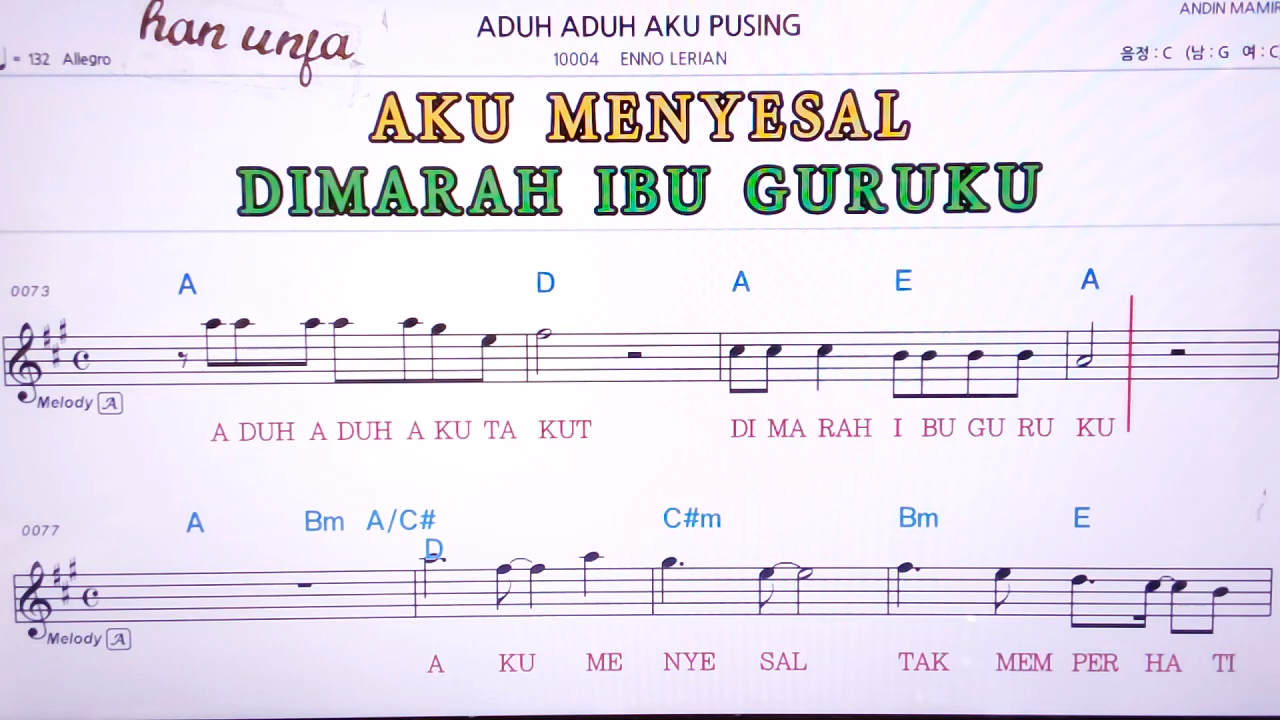 han unfa
ADUH ADUH AKU PUSING
ANDIN MAMIR
= 132 Allegro
10004 ENNO LERIAN
음정 : C (남 : G 여 : C
AKU MENYESAL
DIMARAH IBU GURUKU
A D A E A
0073
Melody A
A DUH A DUH A KU TA KUT DI MA RAH I BU GU RU KU
A Bm A/C# D C#m Bm E
0077
Melody A
A KU ME NYE SAL TAK MEM PER HA TI